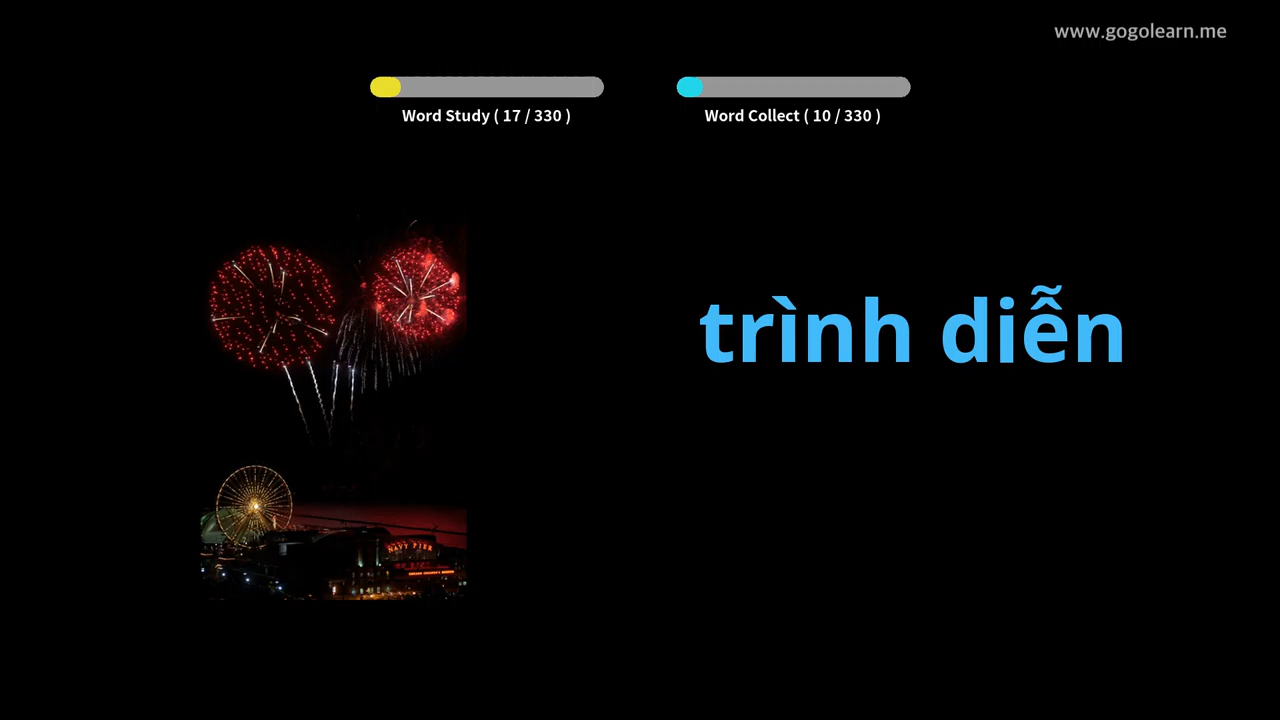 www.gogolearn.me
Word Study ( 17 / 330 )
Word Collect ( 10 / 330 )
trình diễn
NAVY PIER